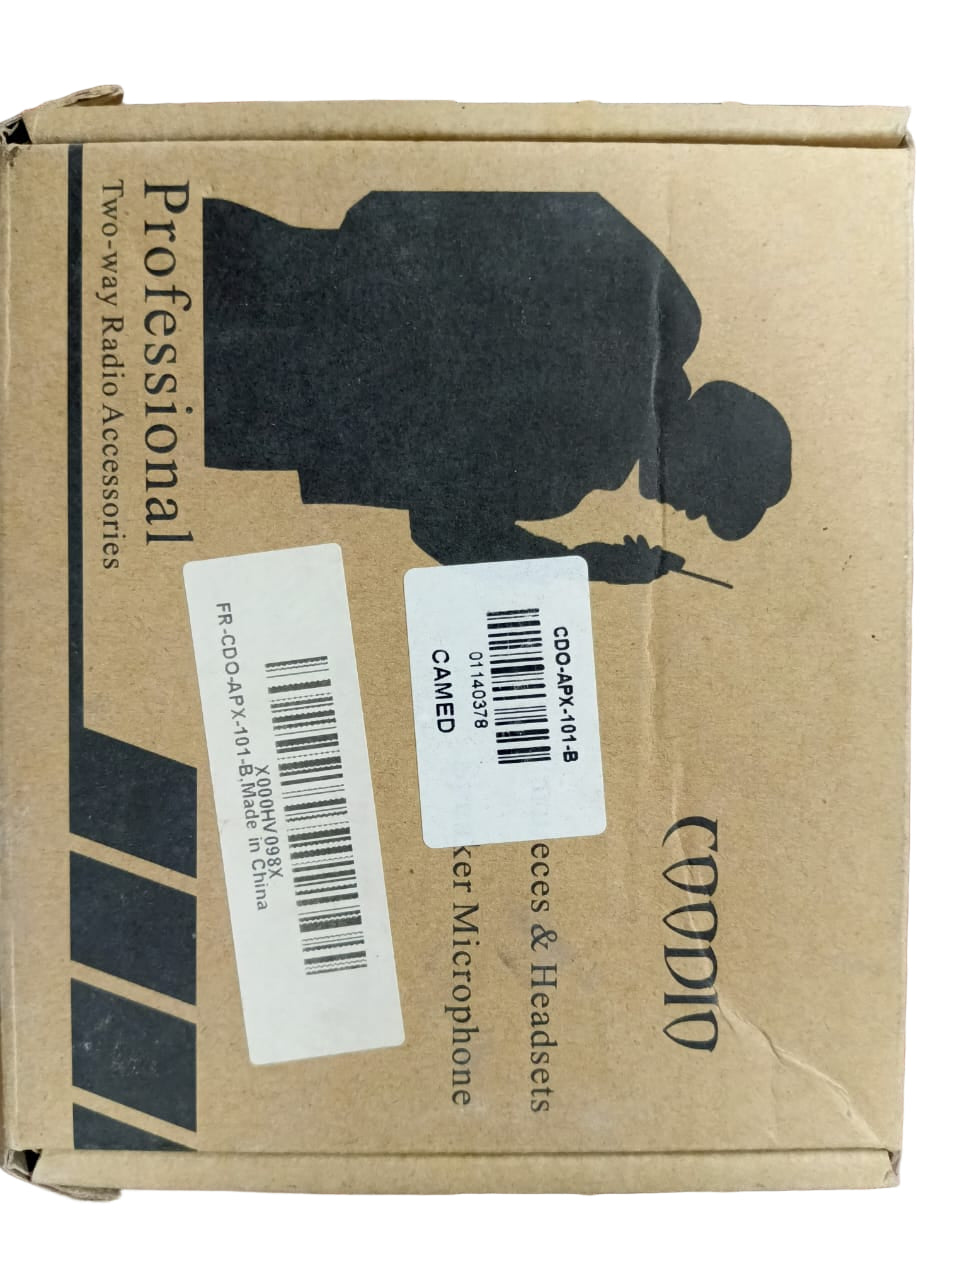 CODIO
eces & Headsets
ker Microphone
CDO-APX-101-B
01140378
CAMED
X000HV098X
FR-CDO-APX-101-B,Made in China
Professional
Two-way Radio Accessories